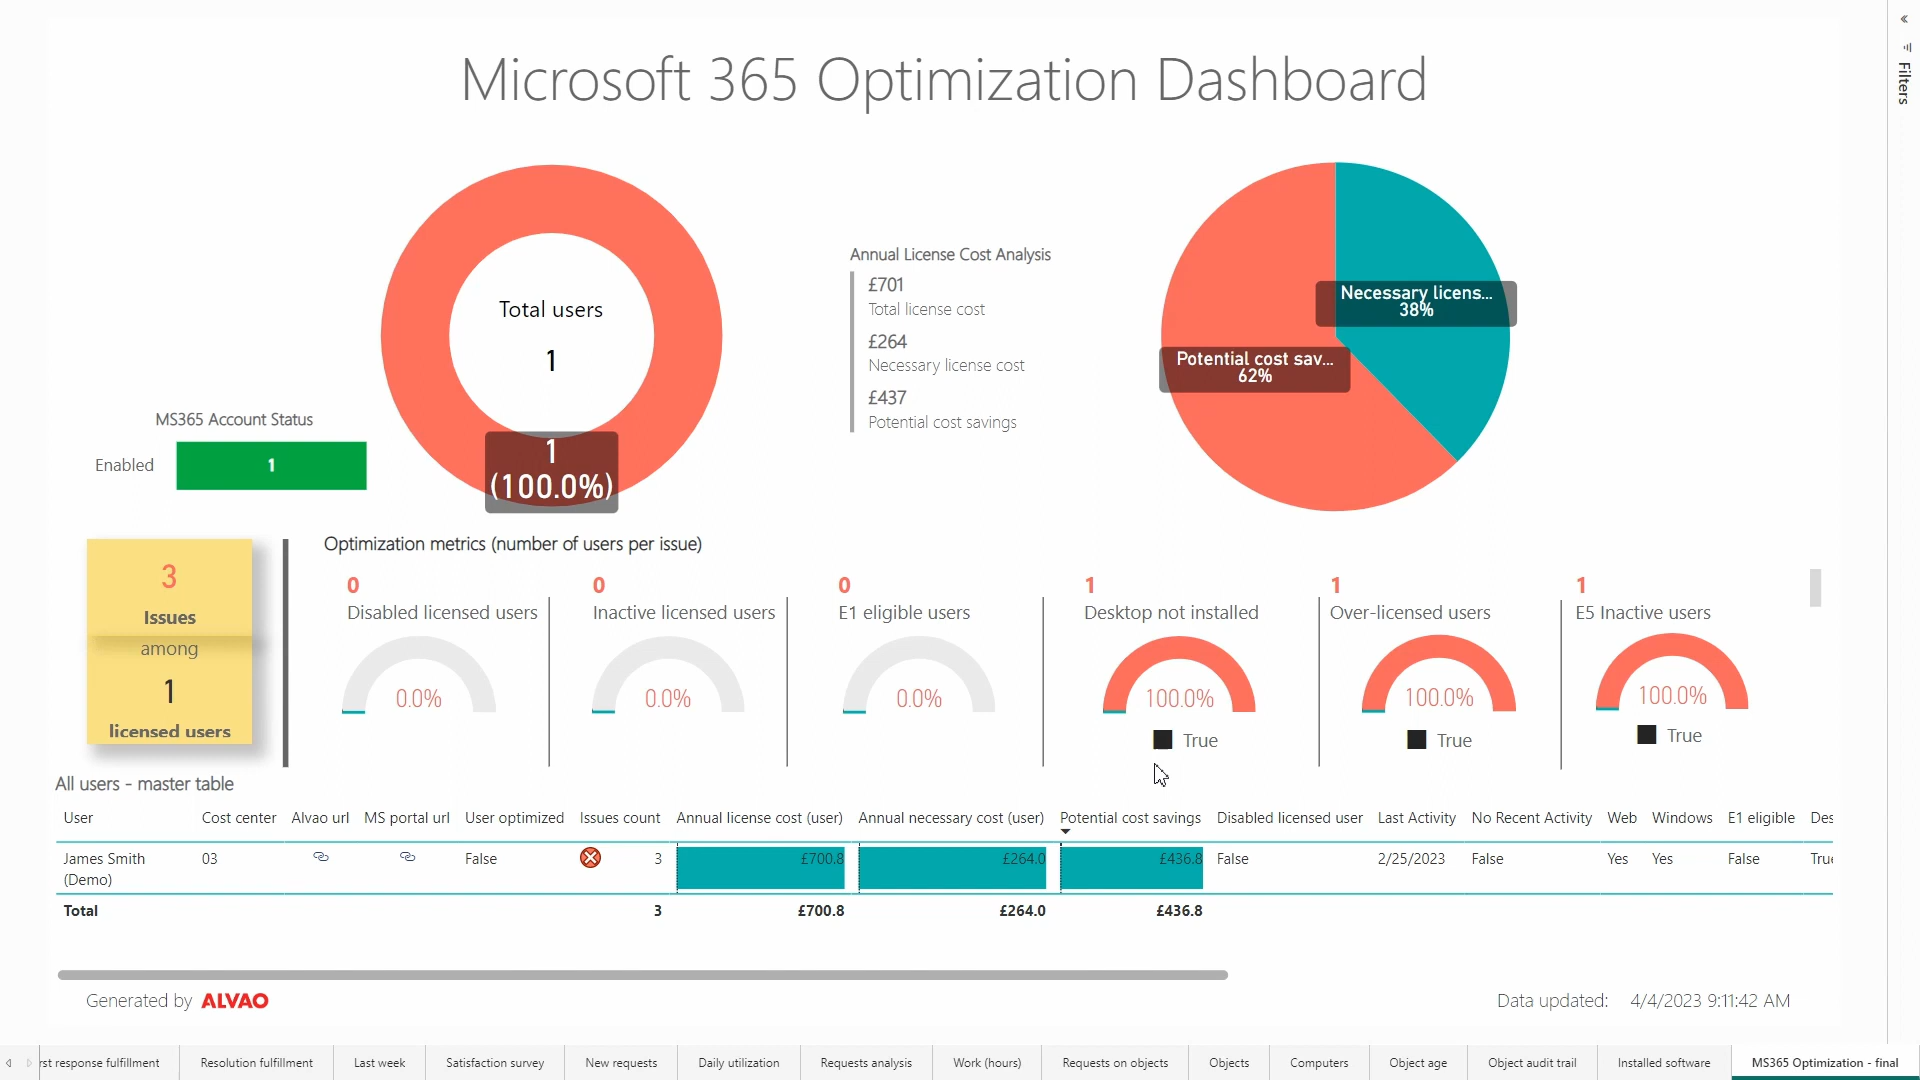 Microsoft 365 Optimization Dashboard
Filters
Total users
1
1
(100.0%)
MS365 Account Status
Enabled
1
Annual License Cost Analysis
£701
Total license cost
£264
Necessary license cost
£437
Potential cost savings
Necessary licens...
38%
Potential cost sav...
62%
3
Issues
among
1
licensed users
Optimization metrics (number of users per issue)
0
Disabled licensed users
0.0%
0
Inactive licensed users
0.0%
0
E1 eligible users
0.0%
1
Desktop not installed
100.0%
True
1
Over-licensed users
100.0%
True
1
E5 Inactive users
100.0%
True
All users - master table
User Cost center Alvao url MS portal url User optimized Issues count Annual license cost (user) Annual necessary cost (user) Potential cost savings Disabled licensed user Last Activity No Recent Activity Web Windows E1 eligible Des
James Smith 03 False 3 £700.8 £264.0 £436.8 False 2/25/2023 False Yes Yes False True
(Demo)
Total 3 £700.8 £264.0 £436.8
Generated by ALVAO
Data updated: 4/4/2023 9:11:42 AM
rst response fulfillment Resolution fulfillment Last week Satisfaction survey New requests Daily utilization Requests analysis Work (hours) Requests on objects Objects Computers Object age Object audit trail Installed software MS365 Optimization - final